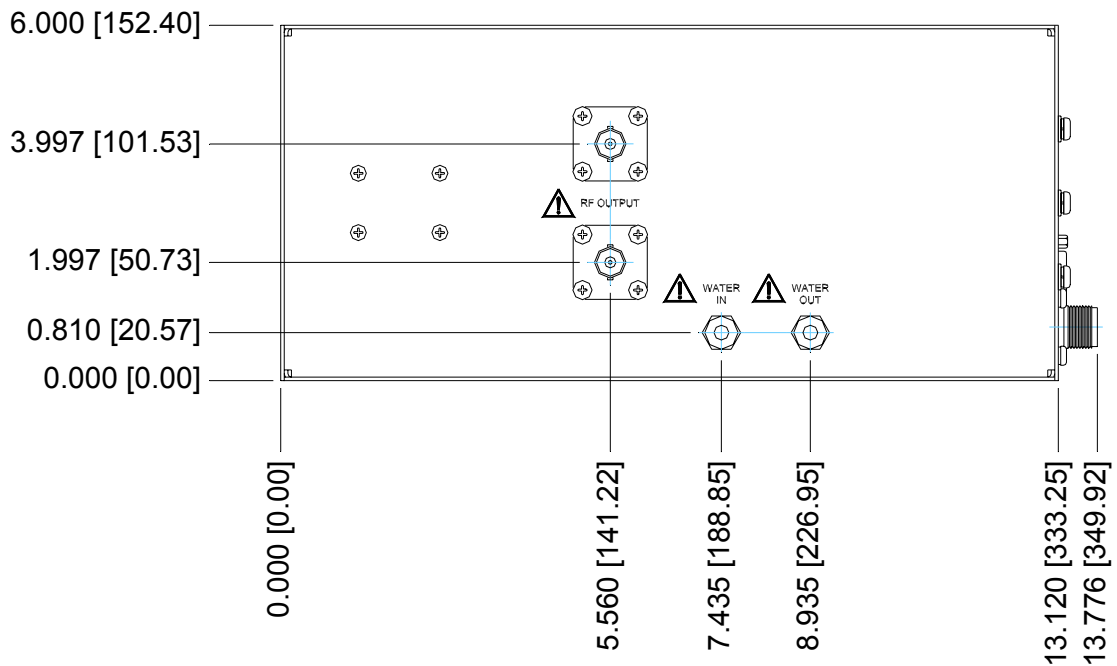 6.000 [152.40]
3.997 [101.53]
RF OUTPUT
1.997 [50.73]
WATER
IN
WATER
OUT
0.810 [20.57]
0.000 [0.00]
0.000 [0.00]
5.560 [141.22]
7.435 [188.85]
8.935 [226.95]
13.120 [333.25]
13.776 [349.92]